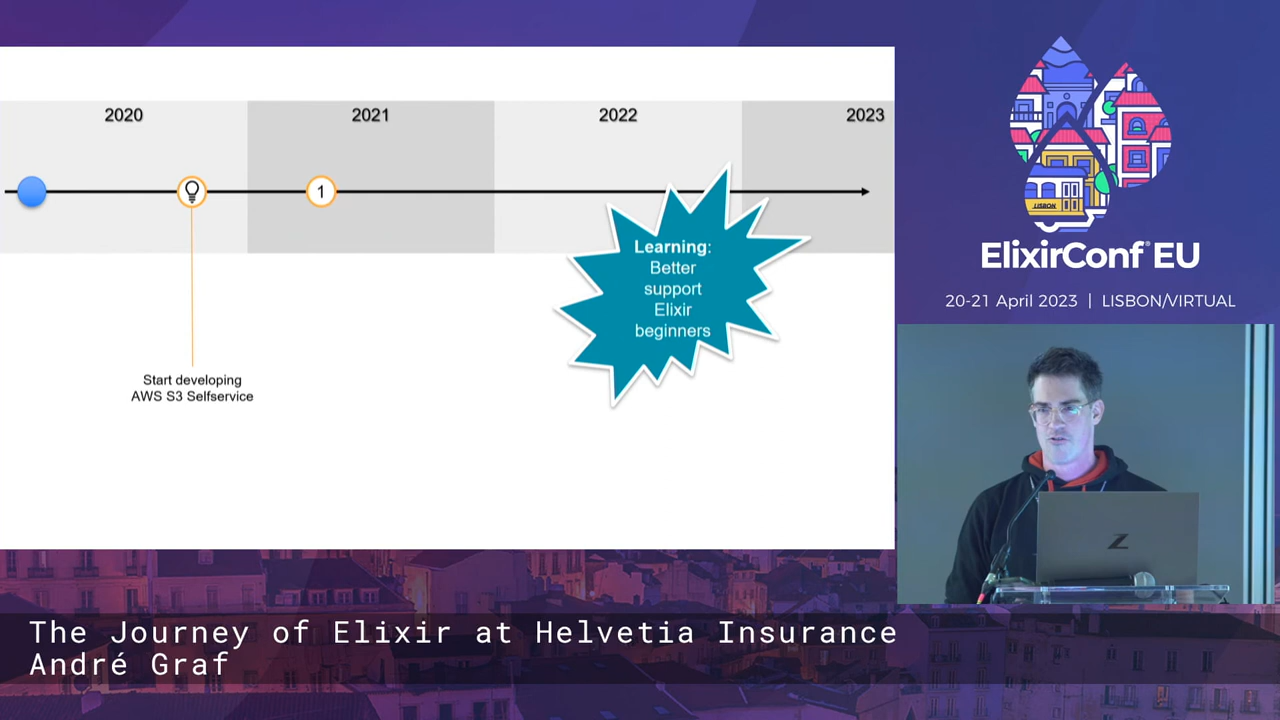 2020
2021
2022
2023
1
Learning:
Better
support
Elixir
beginners
Start developing
AWS S3 Selfservice
LISBON
ElixirConf® EU
20-21 April 2023 | LISBON/VIRTUAL
The Journey of Elixir at Helvetia Insurance
André Graf